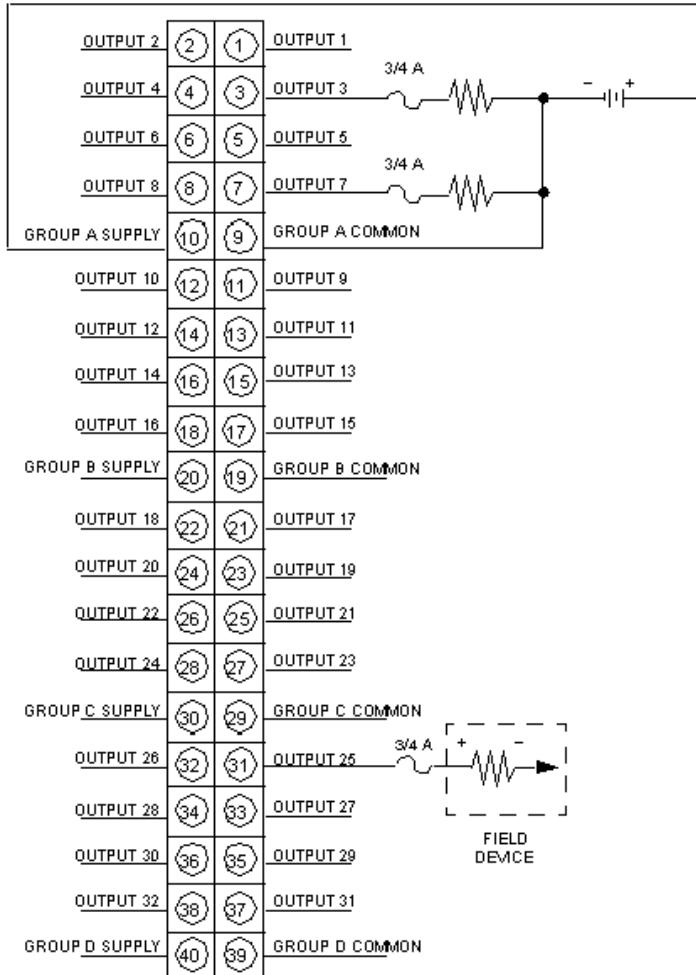 OUTPUT 2 2 1 OUTPUT 1
3/4 A
OUTPUT 4 4 3 OUTPUT 3 - +
OUTPUT 6 6 5 OUTPUT 5
3/4 A
OUTPUT 8 8 7 OUTPUT 7
GROUP A SUPPLY 10 9 GROUP A COMMON
OUTPUT 10 12 11 OUTPUT 9
OUTPUT 12 14 13 OUTPUT 11
OUTPUT 14 16 15 OUTPUT 13
OUTPUT 16 18 17 OUTPUT 15
GROUP B SUPPLY 20 19 GROUP B COMMON
OUTPUT 18 22 21 OUTPUT 17
OUTPUT 20 24 23 OUTPUT 19
OUTPUT 22 26 25 OUTPUT 21
OUTPUT 24 28 27 OUTPUT 23
GROUP C SUPPLY 30 29 GROUP C COMMON
OUTPUT 26 32 31 OUTPUT 25 3/4 A + -
OUTPUT 28 34 33 OUTPUT 27
FIELD
DEVICE
OUTPUT 30 36 35 OUTPUT 29
OUTPUT 32 38 37 OUTPUT 31
GROUP D SUPPLY 40 39 GROUP D COMMON